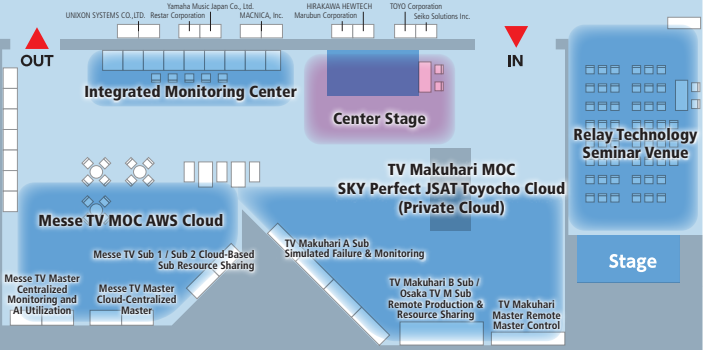 Yamaha Music Japan Co., Ltd.
HIRAKAWA HEWTECH
TOYO Corporation
UNIXON SYSTEMS CO.,LTD.
Restar Corporation
MACNICA, Inc.
Marubun Corporation
Seiko Solutions Inc.
OUT
IN
Integrated Monitoring Center
Center Stage
Relay Technology
Seminar Venue
TV Makuhari MOC
SKY Perfect JSAT Toyocho Cloud
(Private Cloud)
Messe TV MOC AWS Cloud
TV Makuhari A Sub
Simulated Failure & Monitoring
Messe TV Sub 1 / Sub 2 Cloud-Based
Sub Resource Sharing
Stage
Messe TV Master
Centralized
Monitoring and
AI Utilization
Messe TV Master
Cloud-Centralized
Master
TV Makuhari B Sub /
Osaka TV M Sub
Remote Production &
Resource Sharing
TV Makuhari
Master Remote
Master Control